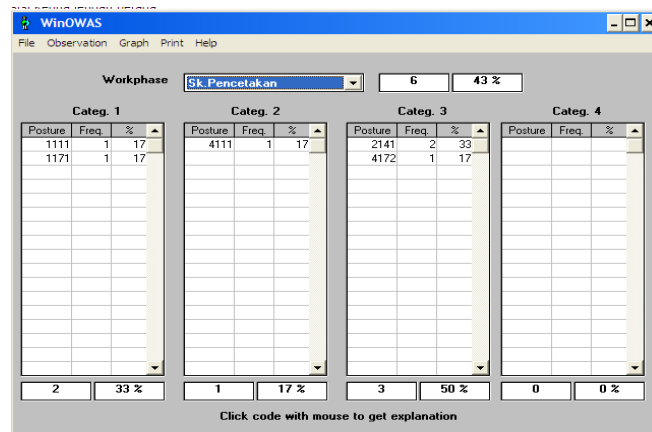 WinOWAS
File Observation Graph Print Help
Workphase Sk.Pencetakan 6 43 %
Categ. 1 Categ. 2 Categ. 3 Categ. 4
Posture Freq. % Posture Freq. % Posture Freq. % Posture Freq. %
1111 1 17 4111 1 17 2141 2 33
1171 1 17 4172 1 17
2 33 % 1 17 % 3 50 % 0 0 %
Click code with mouse to get explanation